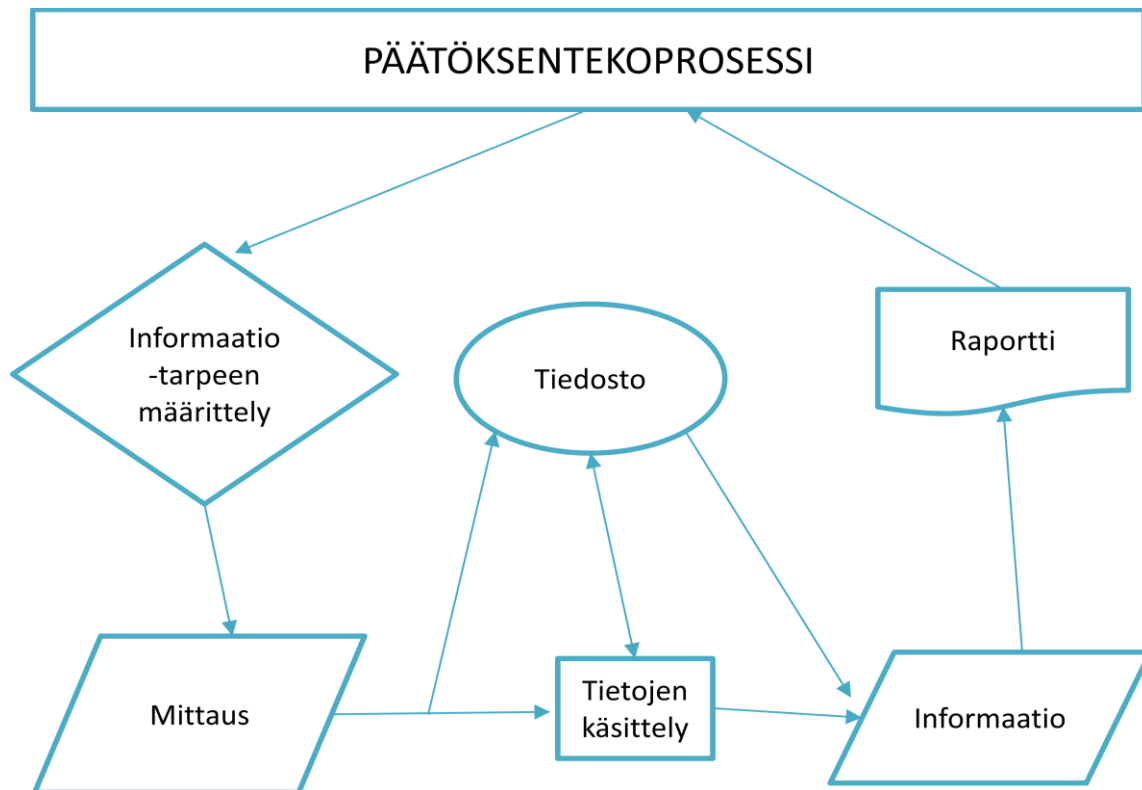 PÄÄTÖKSENTEKOPROSESSI
Informaatio
-tarpeen
määrittely
Tiedosto
Raportti
Mittaus
Tietojen
käsittely
Informaatio